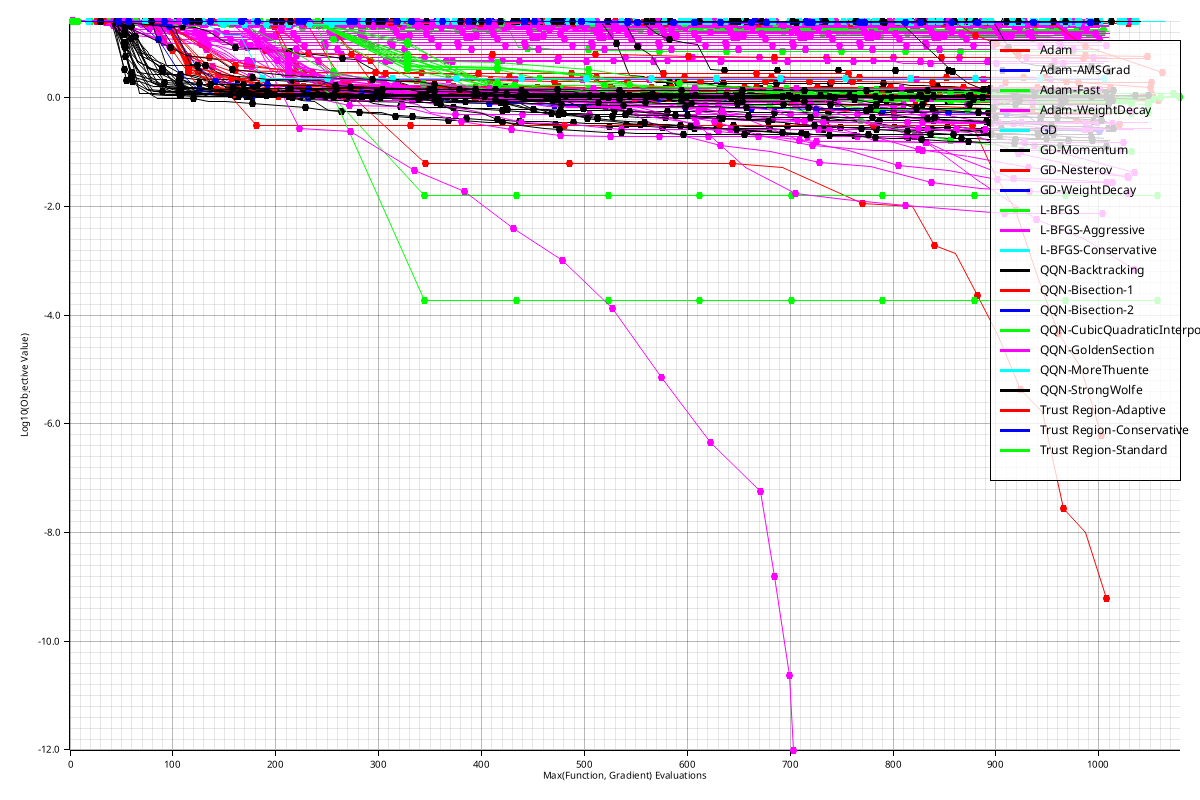 Adam
Adam-AMSGrad
Adam-Fast
Adam-WeightDecay
GD
GD-Momentum
GD-Nesterov
GD-WeightDecay
L-BFGS
L-BFGS-Aggressive
L-BFGS-Conservative
QQN-Backtracking
QQN-Bisection-1
QQN-Bisection-2
QQN-CubicQuadraticInterpo
QQN-GoldenSection
QQN-MoreThuente
QQN-StrongWolfe
Trust Region-Adaptive
Trust Region-Conservative
Trust Region-Standard
0.0
-2.0
-4.0
-6.0
-8.0
-10.0
-12.0
Log10(Objective Value)
0 100 200 300 400 500 600 700 800 900 1000
Max(Function, Gradient) Evaluations